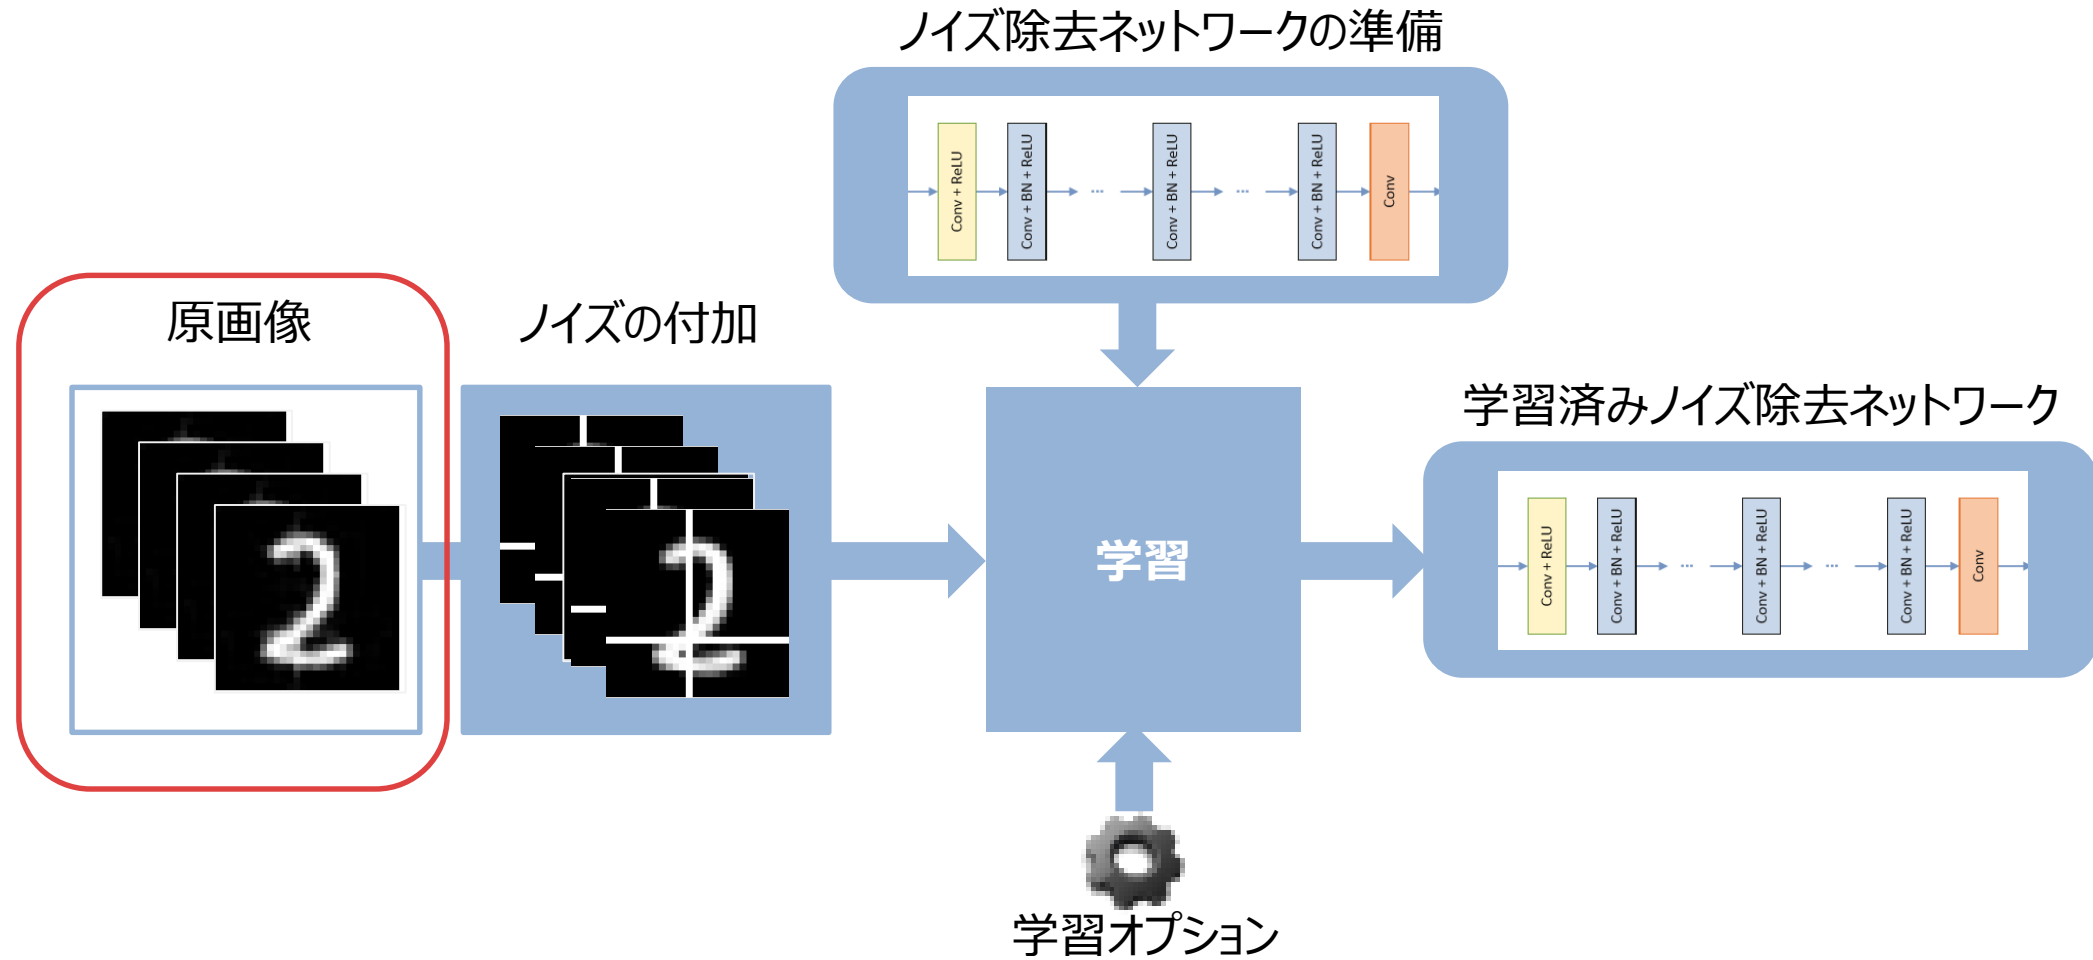 ノイズ除去ネットワークの準備
Conv + ReLU
Conv + BN + ReLU
...
Conv + BN + ReLU
...
Conv + BN + ReLU
Conv
原画像
ノイズの付加
学習
学習済みノイズ除去ネットワーク
Conv + ReLU
Conv + BN + ReLU
...
Conv + BN + ReLU
...
Conv + BN + ReLU
Conv
2
2
学習オプション